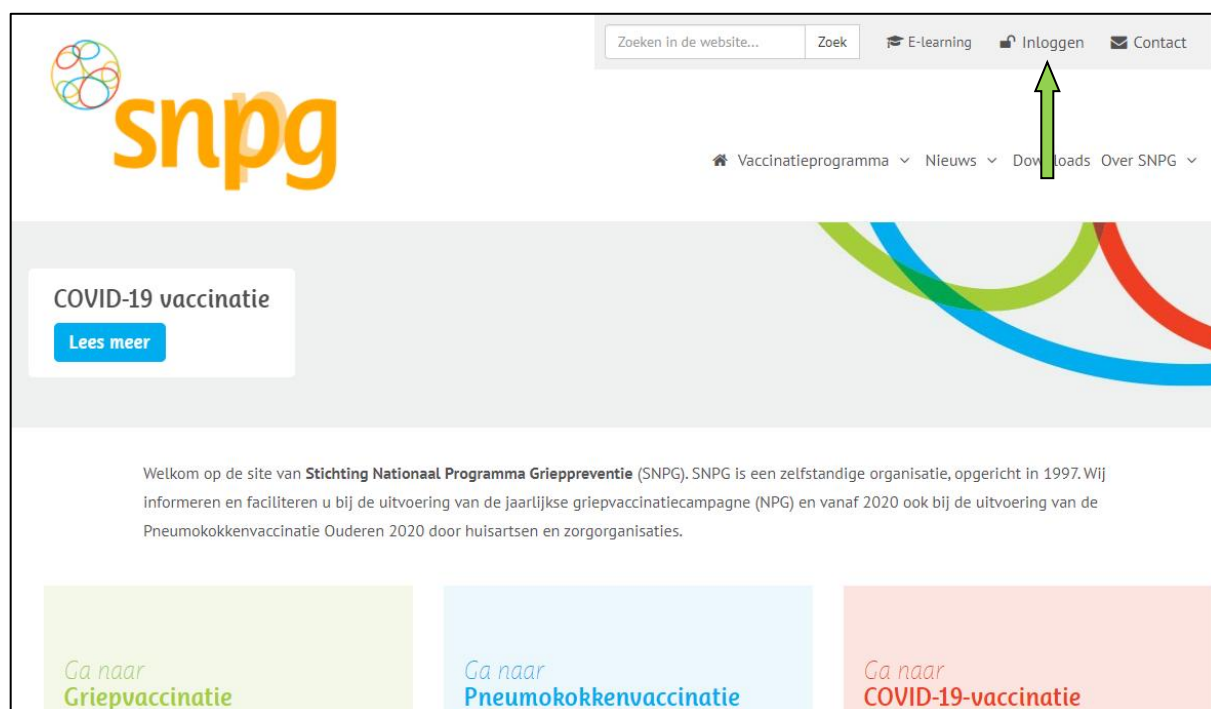 Zoeken in de website... Zoek E-learning Inloggen Contact
snpg
Vaccinatieprogramma Nieuws Downloads Over SNPG
COVID-19 vaccinatie
Lees meer
Welkom op de site van Stichting Nationaal Programma Grieppreventie (SNPG). SNPG is een zelfstandige organisatie, opgericht in 1997. Wij
informeren en faciliteren u bij de uitvoering van de jaarlijkse griepvaccinatiecampagne (NPG) en vanaf 2020 ook bij de uitvoering van de
Pneumokokkenvaccinatie Ouderen 2020 door huisartsen en zorgorganisaties.
Ga naar
Griepvaccinatie
Ga naar
Pneumokokkenvaccinatie
Ga naar
COVID-19-vaccinatie